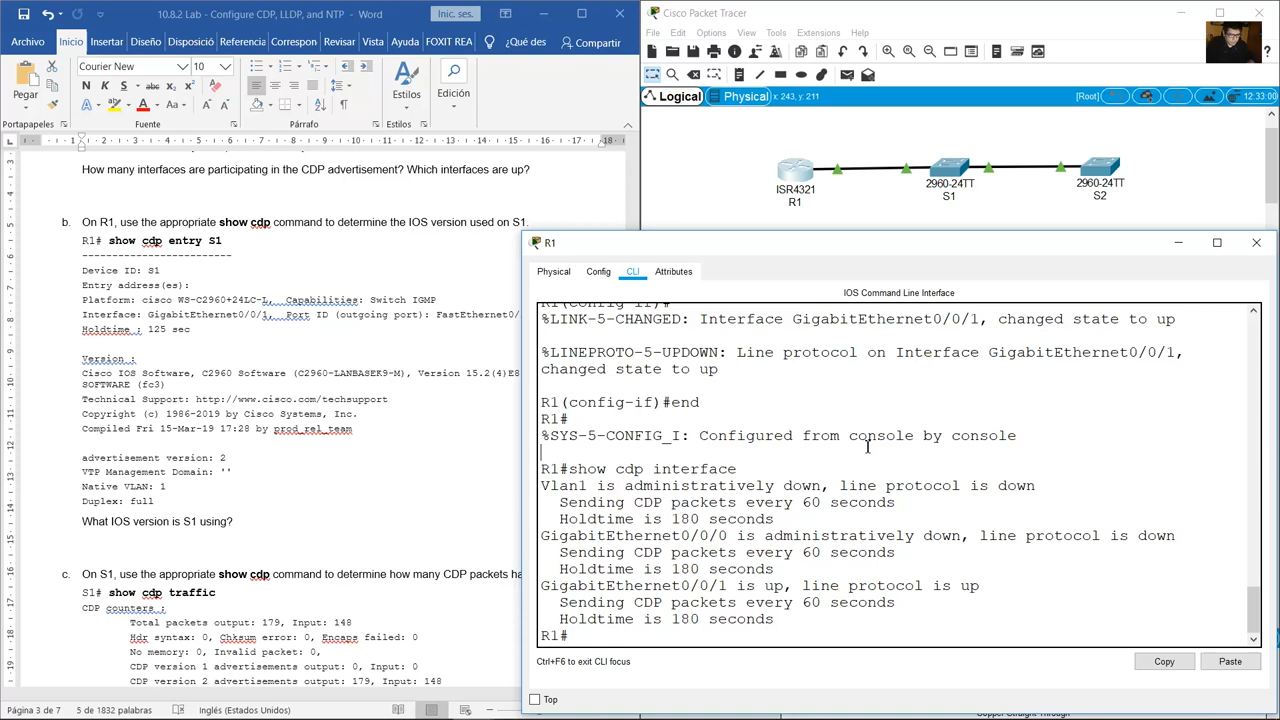 10.8.2 Lab - Configure CDP, LLDP, and NTP - Word
Inic. ses.
Archivo Inicio Insertar Diseño Disposició Referencia Correspon Revisar Vista Ayuda FOXIT REA ¿Qué des Compartir
Courier New 10
Pegar
N K S abc x₂ x²
A Aa
Estilos
Edición
Portapapeles Fuente Párrafo Estilos
How many interfaces are participating in the CDP advertisement? Which interfaces are up?
b. On R1, use the appropriate show cdp command to determine the IOS version used on S1.
R1# show cdp entry S1
-------------------------
Device ID: S1
Entry address(es):
Platform: cisco WS-C2960+24LC-L, Capabilities: Switch IGMP
Interface: GigabitEthernet0/0/1, Port ID (outgoing port): FastEthernet0/
Holdtime : 125 sec
Version :
Cisco IOS Software, C2960 Software (C2960-LANBASEK9-M), Version 15.2(4)E8
SOFTWARE (fc3)
Technical Support: http://www.cisco.com/techsupport
Copyright (c) 1986-2019 by Cisco Systems, Inc.
Compiled Fri 15-Mar-19 17:28 by prod_rel_team
advertisement version: 2
VTP Management Domain: ''
Native VLAN: 1
Duplex: full
What IOS version is S1 using?
c. On S1, use the appropriate show cdp command to determine how many CDP packets ha
S1# show cdp traffic
CDP counters :
Total packets output: 179, Input: 148
Hdr syntax: 0, Chksum error: 0, Encaps failed: 0
No memory: 0, Invalid packet: 0,
CDP version 1 advertisements output: 0, Input: 0
CDP version 2 advertisements output: 179, Input: 148
Página 3 de 7 5 de 1832 palabras Inglés (Estados Unidos)
Cisco Packet Tracer
File Edit Options View Tools Extensions Help
Logical Physical x: 243, y: 211 [Root] 12:33:00
ISR4321
R1
2960-24TT
S1
2960-24TT
S2
R1
Physical Config CLI Attributes
IOS Command Line Interface
R1(config-if)#
%LINK-5-CHANGED: Interface GigabitEthernet0/0/1, changed state to up
%LINEPROTO-5-UPDOWN: Line protocol on Interface GigabitEthernet0/0/1,
changed state to up
R1(config-if)#end
R1#
%SYS-5-CONFIG_I: Configured from console by console
R1#show cdp interface
Vlan1 is administratively down, line protocol is down
Sending CDP packets every 60 seconds
Holdtime is 180 seconds
GigabitEthernet0/0/0 is administratively down, line protocol is down
Sending CDP packets every 60 seconds
Holdtime is 180 seconds
GigabitEthernet0/0/1 is up, line protocol is up
Sending CDP packets every 60 seconds
Holdtime is 180 seconds
R1#
Ctrl+F6 to exit CLI focus
Copy Paste
Top
Copper Straight-Through